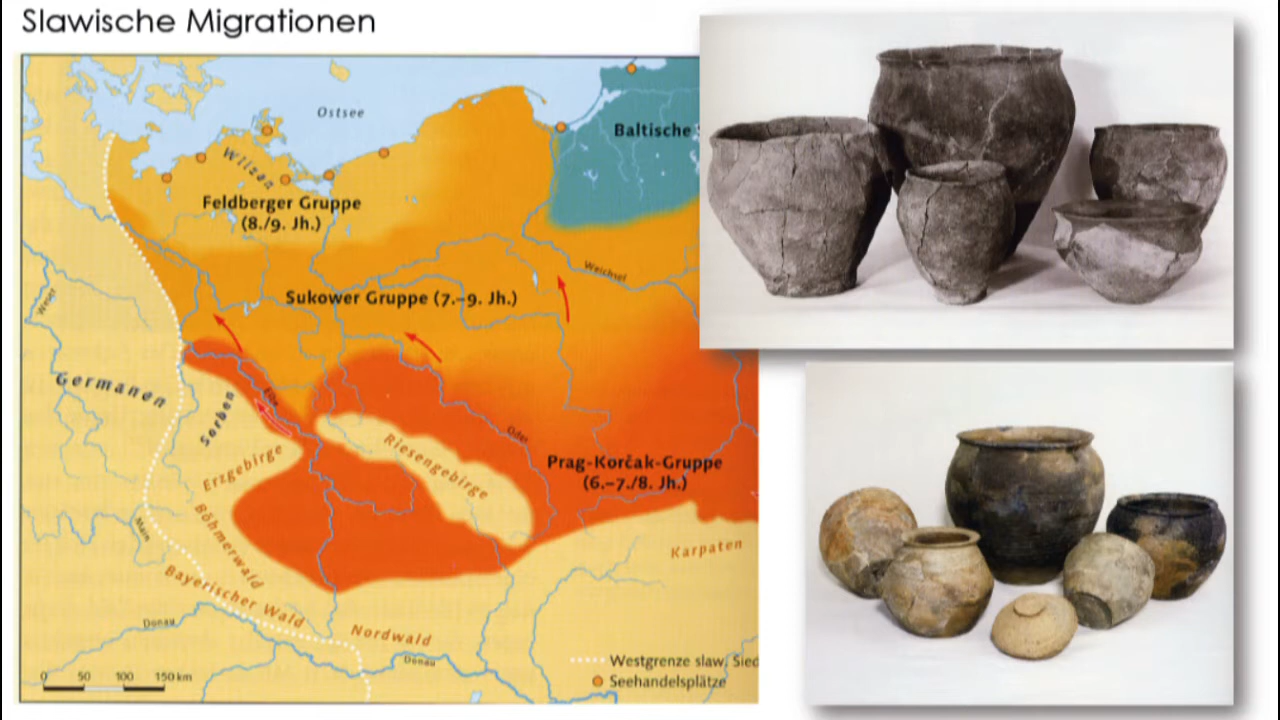 Slawische Migrationen
Ostsee
Baltische
Wilzen
Feldberger Gruppe
(8./9. Jh.)
Weichsel
Sukower Gruppe (7.–9. Jh.)
Weser
Germanen
Sorben
Elbe
Oder
Riesengebirge
Erzgebirge
Prag-Korčak-Gruppe
(6.–7./8. Jh.)
Main
Böhmerwald
Karpaten
Bayerischer Wald
Donau
Nordwald
Donau
Westgrenze slaw. Sied
Seehandelsplätze
0 50 100 150 km